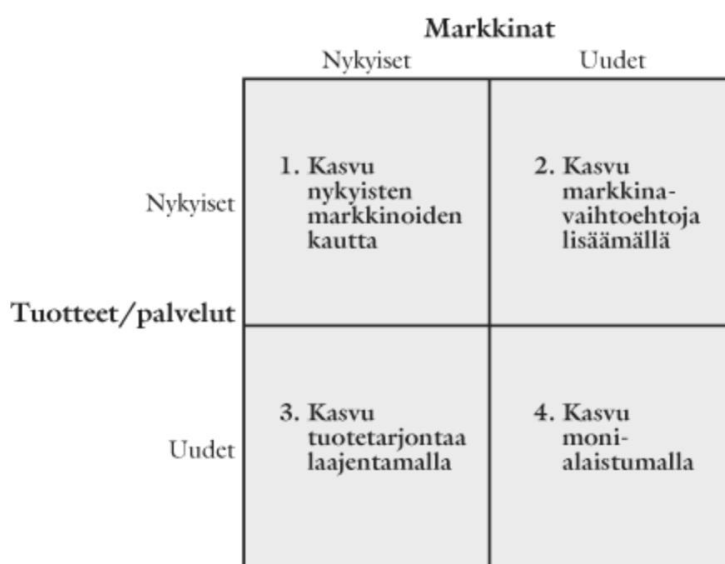 Markkinat
Nykyiset Uudet
Nykyiset
1. Kasvu
nykyisten
markkinoiden
kautta
2. Kasvu
markkina-
vaihtoehtoja
lisäämällä
Tuotteet/palvelut
Uudet
3. Kasvu
tuotetarjontaa
laajentamalla
4. Kasvu
moni-
alaistumalla